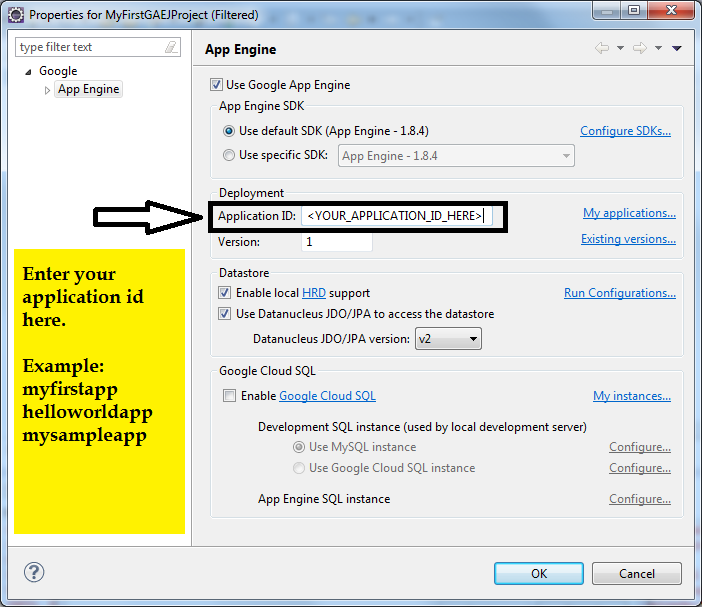 Properties for MyFirstGAEJProject (Filtered)
type filter text
Google
App Engine
App Engine
Use Google App Engine
App Engine SDK
Use default SDK (App Engine - 1.8.4)
Configure SDKs...
Use specific SDK:
App Engine - 1.8.4
Deployment
Application ID:
<YOUR_APPLICATION_ID_HERE>
My applications...
Version:
1
Existing versions...
Datastore
Enable local HRD support
Run Configurations...
Use Datanucleus JDO/JPA to access the datastore
Datanucleus JDO/JPA version:
v2
Google Cloud SQL
Enable Google Cloud SQL
My instances...
Development SQL instance (used by local development server)
Use MySQL instance
Configure...
Use Google Cloud SQL instance
Configure...
App Engine SQL instance
Configure...
Enter your
application id
here.
Example:
myfirstapp
helloworldapp
mysampleapp
?
OK
Cancel